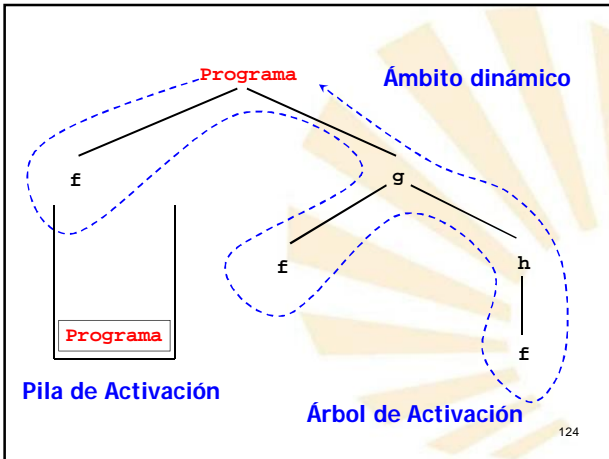 Programa
Ámbito dinámico
f
g
f
h
Programa
f
Pila de Activación
Árbol de Activación
124